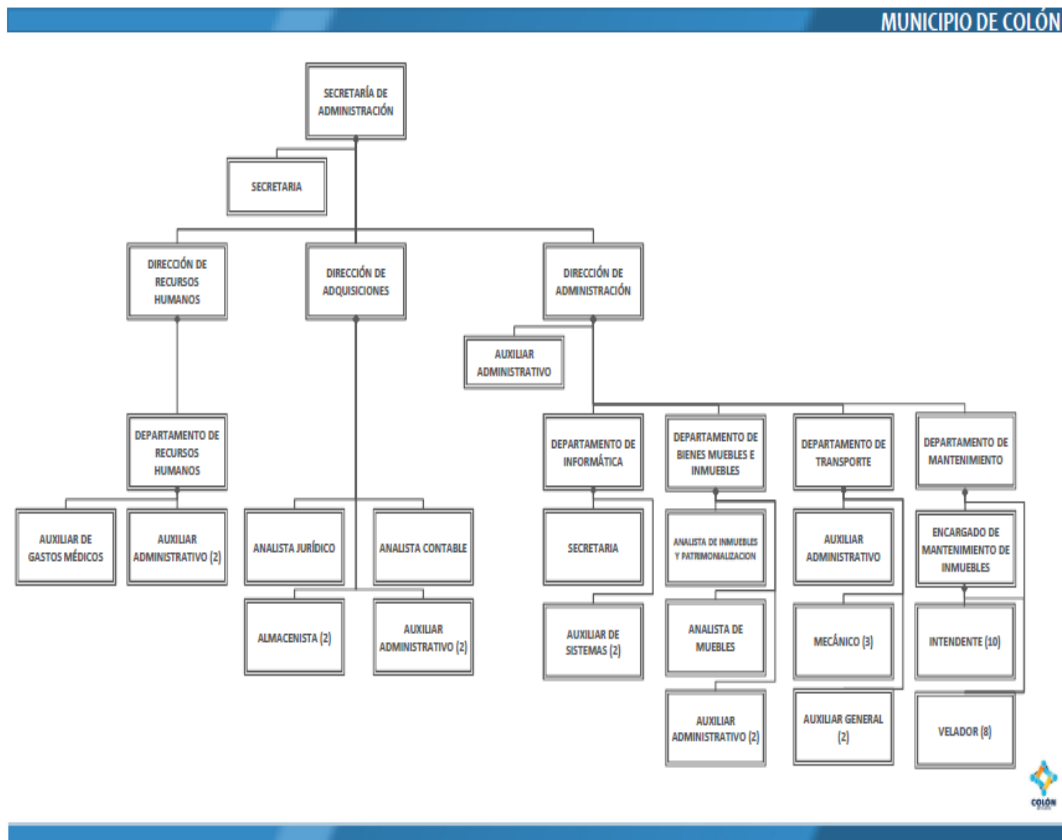 MUNICIPIO DE COLÓN
SECRETARÍA DE
ADMINISTRACIÓN
SECRETARIA
DIRECCIÓN DE
RECURSOS
HUMANOS
DIRECCIÓN DE
ADQUISICIONES
DIRECCIÓN DE
ADMINISTRACIÓN
AUXILIAR
ADMINISTRATIVO
DEPARTAMENTO DE
RECURSOS
HUMANOS
DEPARTAMENTO DE
INFORMÁTICA
DEPARTAMENTO DE
BIENES MUEBLES E
INMUEBLES
DEPARTAMENTO DE
TRANSPORTE
DEPARTAMENTO DE
MANTENIMIENTO
AUXILIAR DE
GASTOS MÉDICOS
AUXILIAR
ADMINISTRATIVO (2)
ANALISTA JURÍDICO
ANALISTA CONTABLE
SECRETARIA
ANALISTA DE INMUEBLES
Y PATRIMONIALIZACION
AUXILIAR
ADMINISTRATIVO
ENCARGADO DE
MANTENIMIENTO DE
INMUEBLES
ALMACENISTA (2)
AUXILIAR
ADMINISTRATIVO (2)
AUXILIAR DE
SISTEMAS (2)
ANALISTA DE
MUEBLES
MECÁNICO (3)
INTENDENTE (10)
AUXILIAR
ADMINISTRATIVO (2)
AUXILIAR GENERAL
(2)
VELADOR (8)
COLÓN